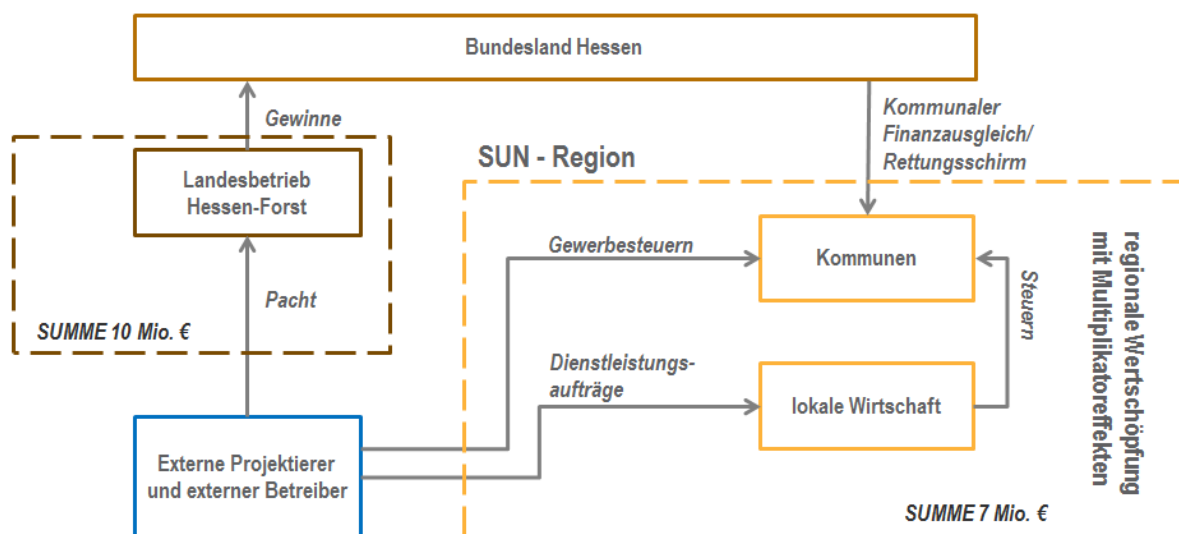 Bundesland Hessen
Gewinne
Kommunaler
Finanzausgleich/
Rettungsschirm
SUN - Region
Landesbetrieb
Hessen-Forst
Gewerbesteuern
Kommunen
Pacht
SUMME 10 Mio. €
Steuern
regionale Wertschöpfung
mit Multiplikatoreffekten
Dienstleistungs-
aufträge
lokale Wirtschaft
Externe Projektierer
und externer Betreiber
SUMME 7 Mio. €